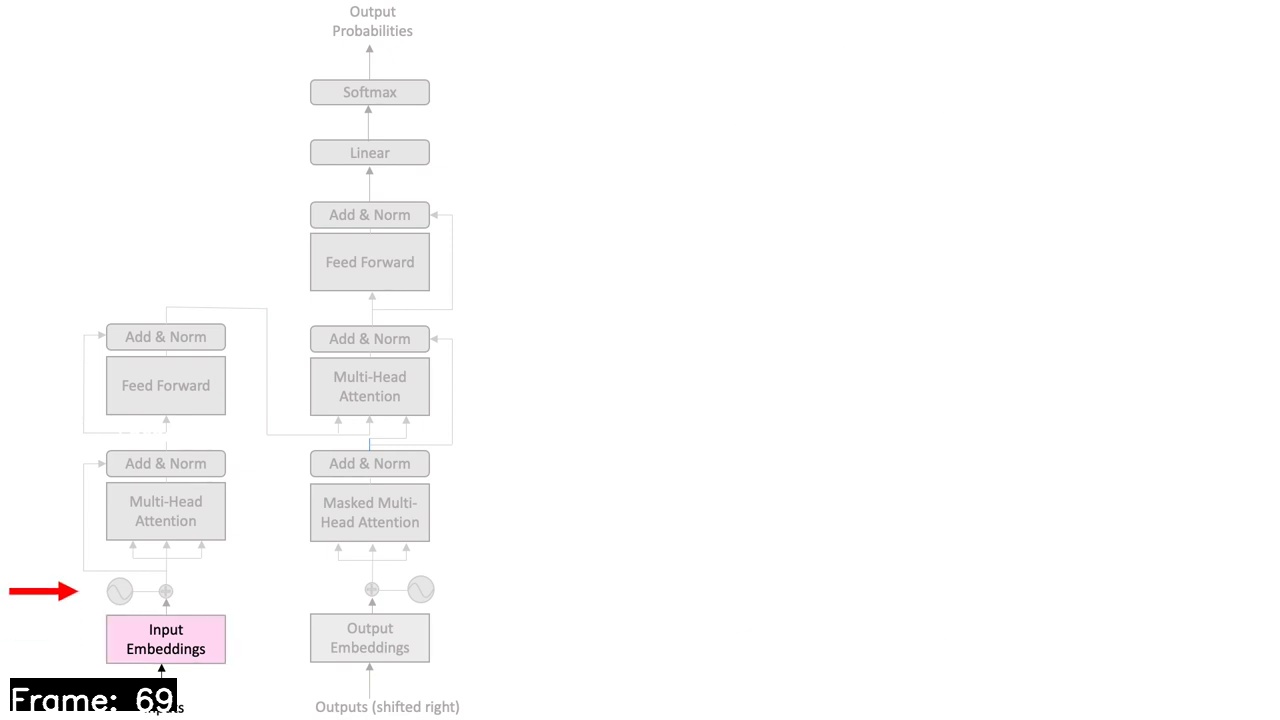 Output
Probabilities
Softmax
Linear
Add & Norm
Feed Forward
Add & Norm
Multi-Head
Attention
Add & Norm
Masked Multi-
Head Attention
Output
Embeddings
Outputs (shifted right)
Add & Norm
Feed Forward
Add & Norm
Multi-Head
Attention
Input
Embeddings
Frame: 69